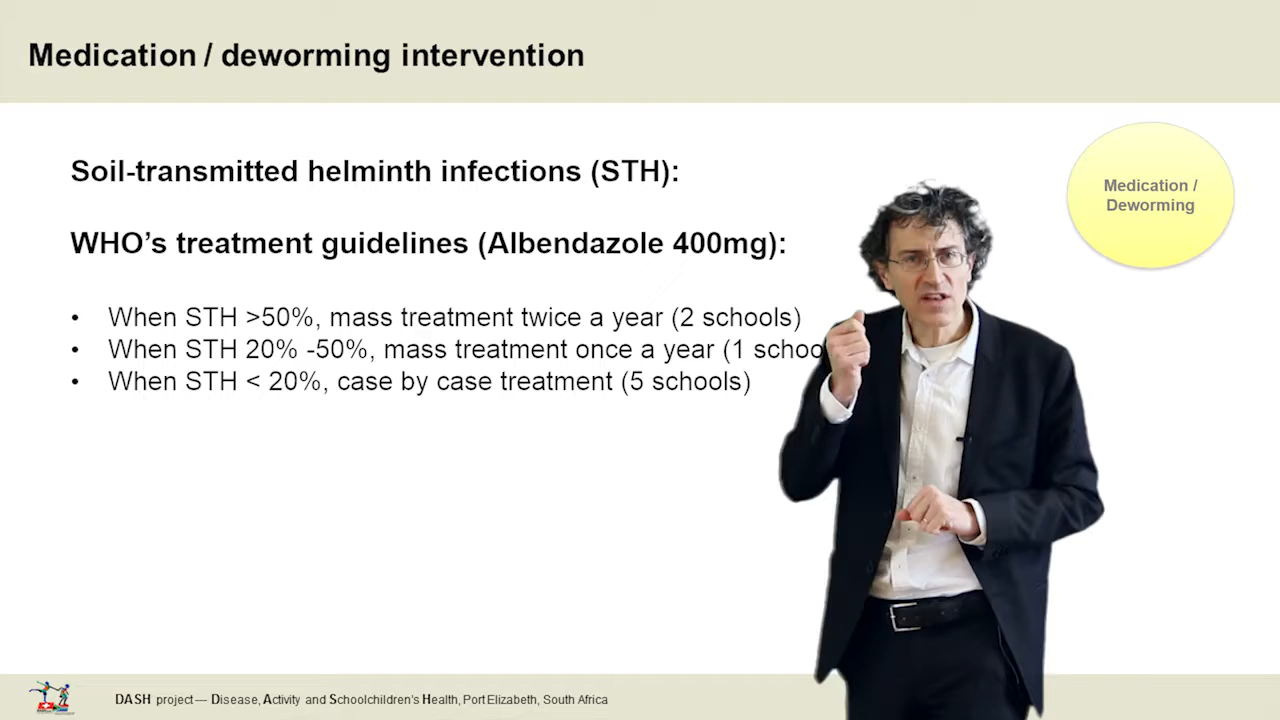 Medication / deworming intervention
Soil-transmitted helminth infections (STH):
WHO’s treatment guidelines (Albendazole 400mg):
• When STH >50%, mass treatment twice a year (2 schools)
• When STH 20% -50%, mass treatment once a year (1 schoo
• When STH < 20%, case by case treatment (5 schools)
Medication /
Deworming
DASH project — Disease, Activity and Schoolchildren’s Health, Port Elizabeth, South Africa